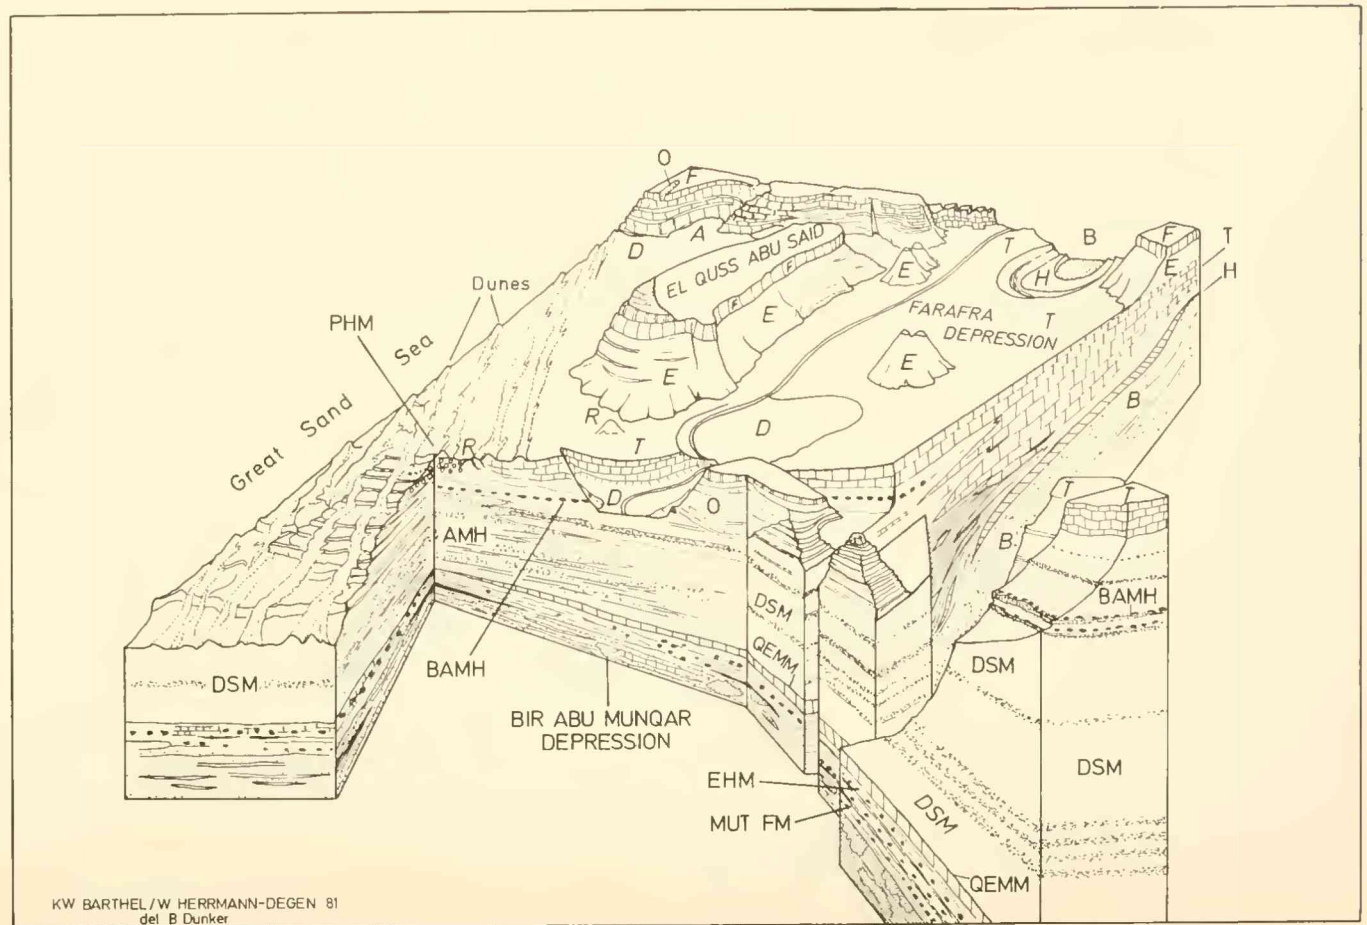 O
F
D
A
EL QUSS ABU SAID
F
F
E
E
E
T
H
B
F
E
T
H
Dunes
PHM
Great Sand Sea
FARAFRA
DEPRESSION
T
E
B
R
D
R
T
D
O
AMH
T
T
B
BAMH
DSM
QEMM
DSM
DSM
BAMH
BIR ABU MUNQAR
DEPRESSION
DSM
EHM
MUT FM
DSM
QEMM
KW BARTHEL/W HERRMANN-DEGEN 81
del B Dunker